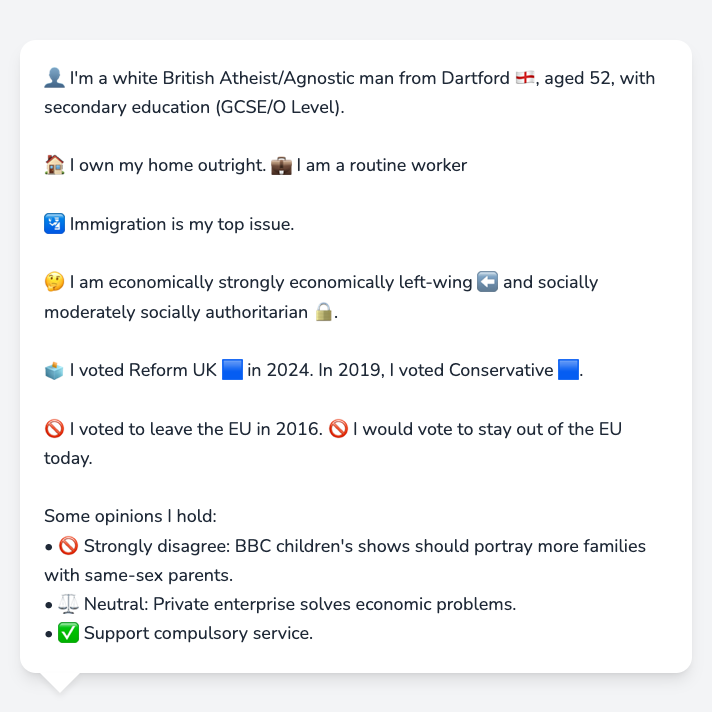 👤 I'm a white British Atheist/Agnostic man from Dartford 🏴󠁧󠁢󠁥󠁮󠁧󠁿, aged 52, with
secondary education (GCSE/O Level).
🏠 I own my home outright. 💼 I am a routine worker
🛂 Immigration is my top issue.
🤔 I am economically strongly economically left-wing ⬅️ and socially
moderately socially authoritarian 🔒.
🗳️ I voted Reform UK 🟦 in 2024. In 2019, I voted Conservative 🟦.
🚫 I voted to leave the EU in 2016. 🚫 I would vote to stay out of the EU
today.
Some opinions I hold:
• 🚫 Strongly disagree: BBC children's shows should portray more families
with same-sex parents.
• ⚖️ Neutral: Private enterprise solves economic problems.
• ✅ Support compulsory service.